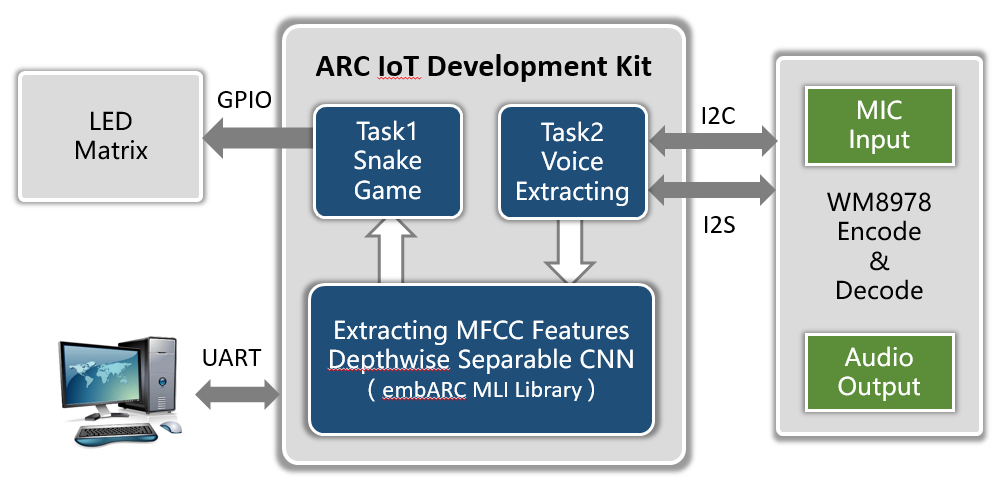 ARC IoT Development Kit
LED
Matrix
GPIO
Task1
Snake
Game
Task2
Voice
Extracting
I2C
I2S
MIC
Input
WM8978
Encode
&
Decode
Audio
Output
UART
Extracting MFCC Features
Depthwise Separable CNN
( embARC MLI Library )